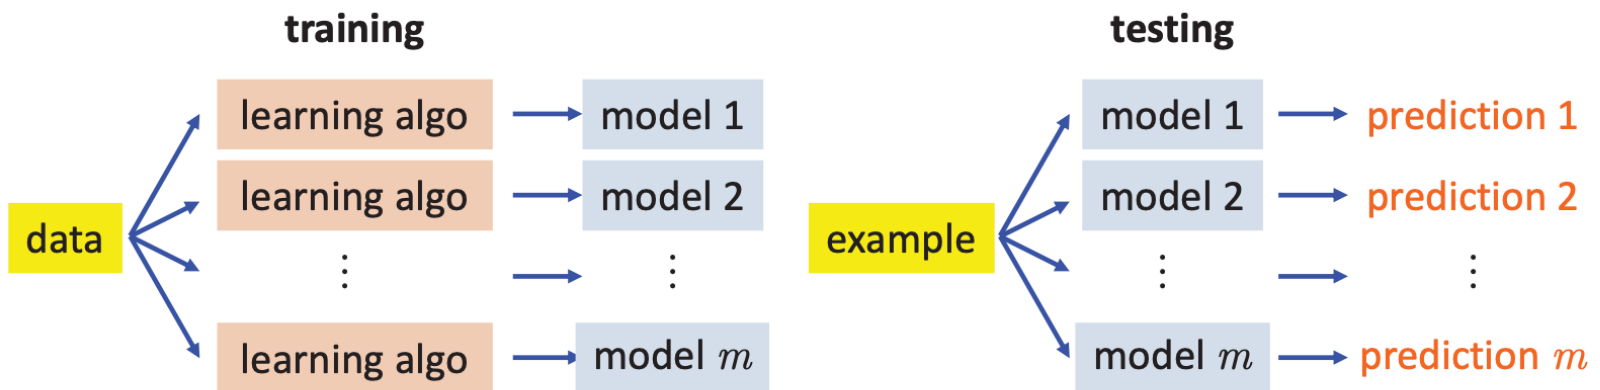 training
learning algo
model 1
learning algo
model 2
data
⋮
⋮
learning algo
model m
testing
model 1
prediction 1
model 2
prediction 2
example
⋮
⋮
model m
prediction m